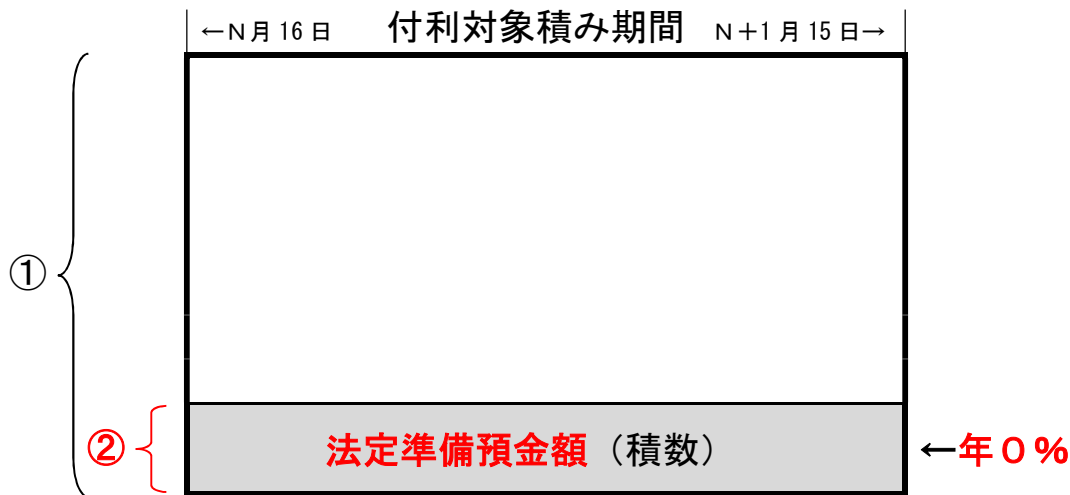 ←Ｎ月 16 日 付利対象積み期間 Ｎ＋1 月 15 日→
①
② 法定準備預金額（積数） ←年０％